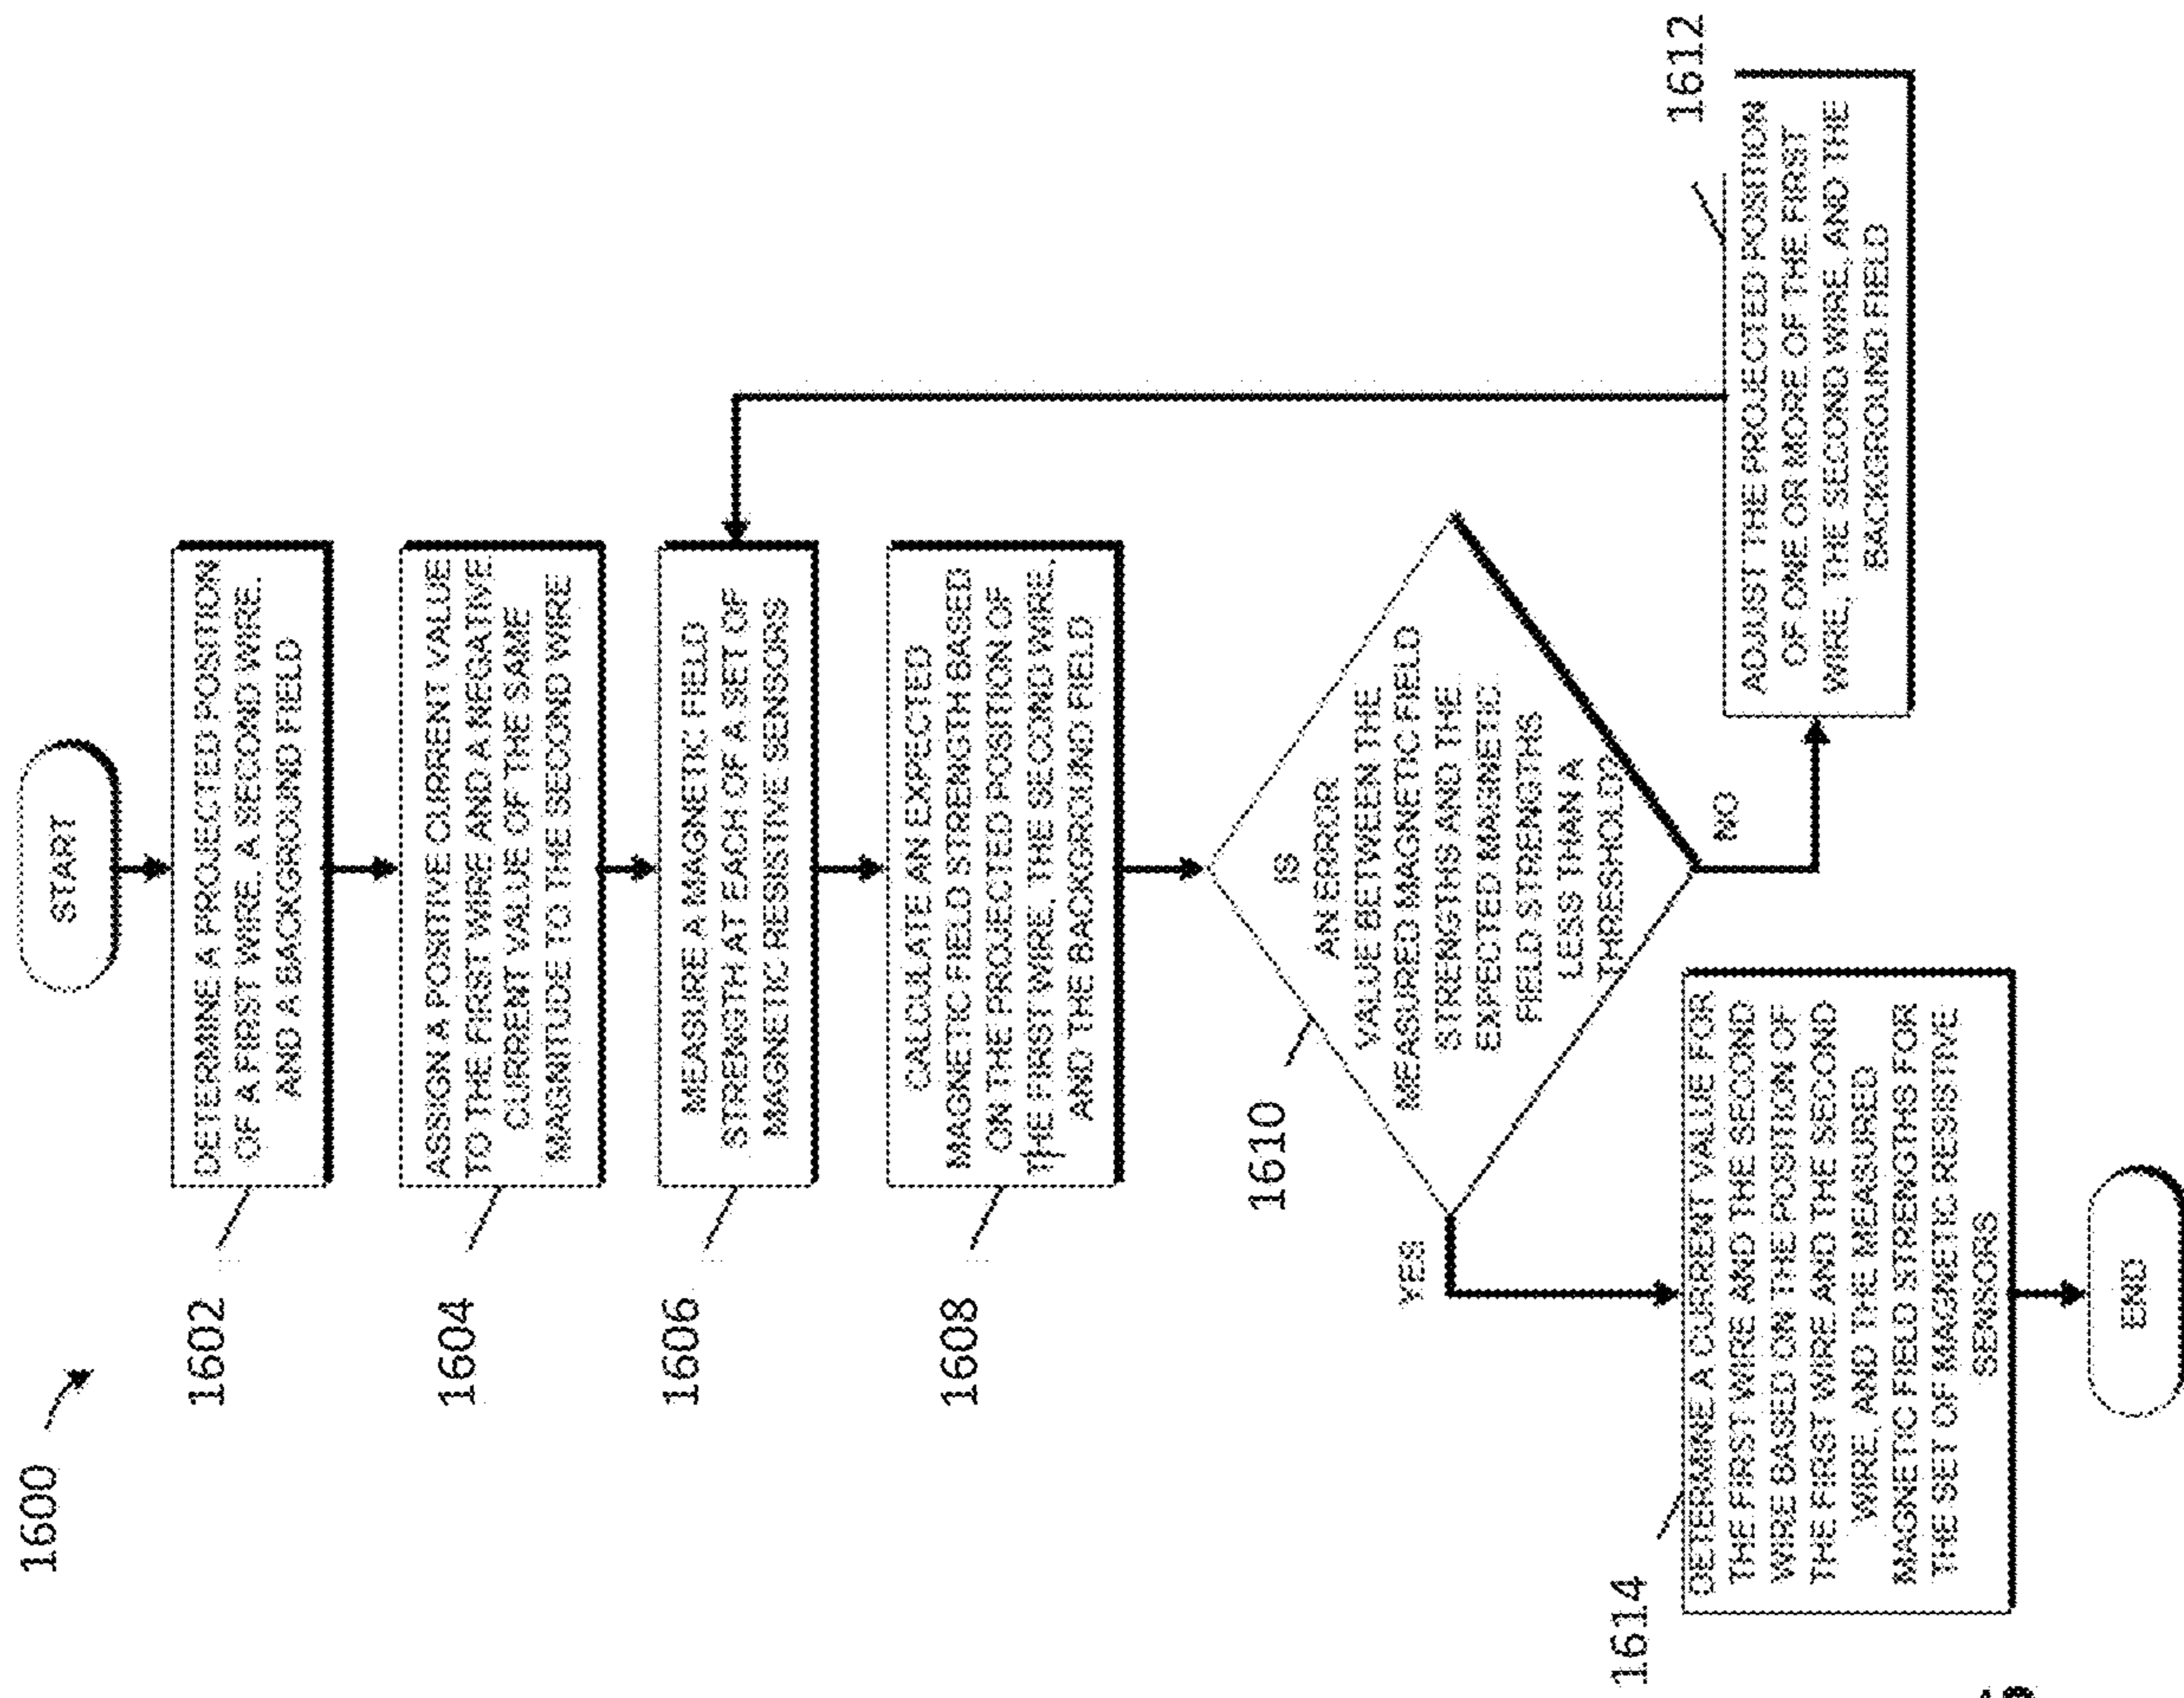 1600
START
1602
DETERMINE A PROJECTED POSITION
OF A FIRST WIRE, A SECOND WIRE,
AND A BACKGROUND FIELD
1604
ASSIGN A POSITIVE CURRENT VALUE
TO THE FIRST WIRE AND A NEGATIVE
CURRENT VALUE OF THE SAME
MAGNITUDE TO THE SECOND WIRE
1606
MEASURE A MAGNETIC FIELD
STRENGTH AT EACH OF A SET OF
MAGNETIC RESISTIVE SENSORS
1608
CALCULATE AN EXPECTED
MAGNETIC FIELD STRENGTH BASED
ON THE PROJECTED POSITION OF
THE FIRST WIRE, THE SECOND WIRE,
AND THE BACKGROUND FIELD
1610
IS
AN ERROR
VALUE BETWEEN THE
MEASURED MAGNETIC FIELD
STRENGTHS AND THE
EXPECTED MAGNETIC
FIELD STRENGTHS
LESS THAN A
THRESHOLD?
YES
NO
1612
ADJUST THE PROJECTED POSITION
OF ONE OR MORE OF THE FIRST
WIRE, THE SECOND WIRE, AND THE
BACKGROUND FIELD
1614
DETERMINE A CURRENT VALUE FOR
THE FIRST WIRE AND THE SECOND
WIRE BASED ON THE POSITION OF
THE FIRST WIRE AND THE SECOND
WIRE, AND THE MEASURED
MAGNETIC FIELD STRENGTHS FOR
THE SET OF MAGNETIC RESISTIVE
SENSORS
END